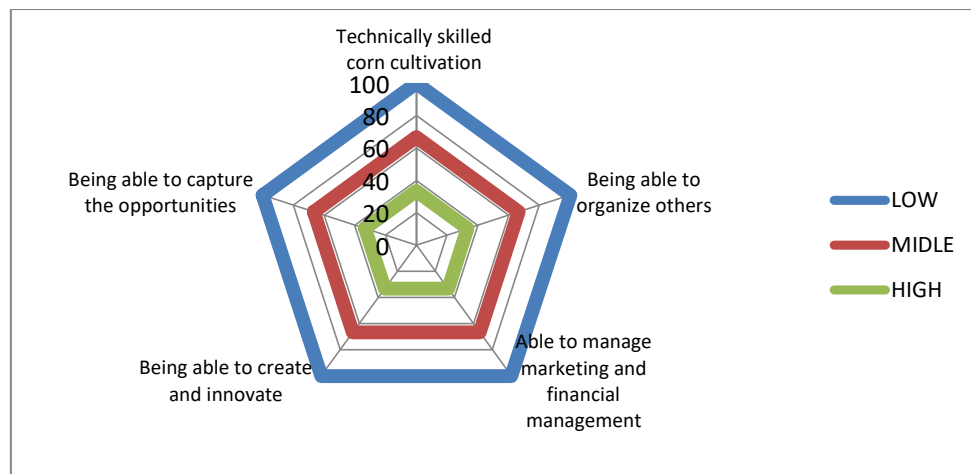 Technically skilled
corn cultivation
100
80
60
40
20
0
Being able to
organize others
Able to manage
marketing and
financial
management
Being able to create
and innovate
Being able to capture
the opportunities
LOW
MIDLE
HIGH